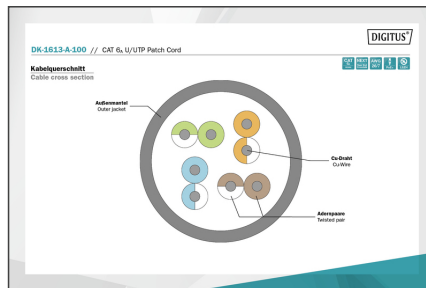 DIGITUS®
DK-1613-A-100 // CAT 6A U/UTP Patch Cord
Kabelquerschnitt
Cable cross section
CAT
Außenmantel
Outer jacket
Cu-Draht
Cu-Wire
Aderpaare
Twisted pair